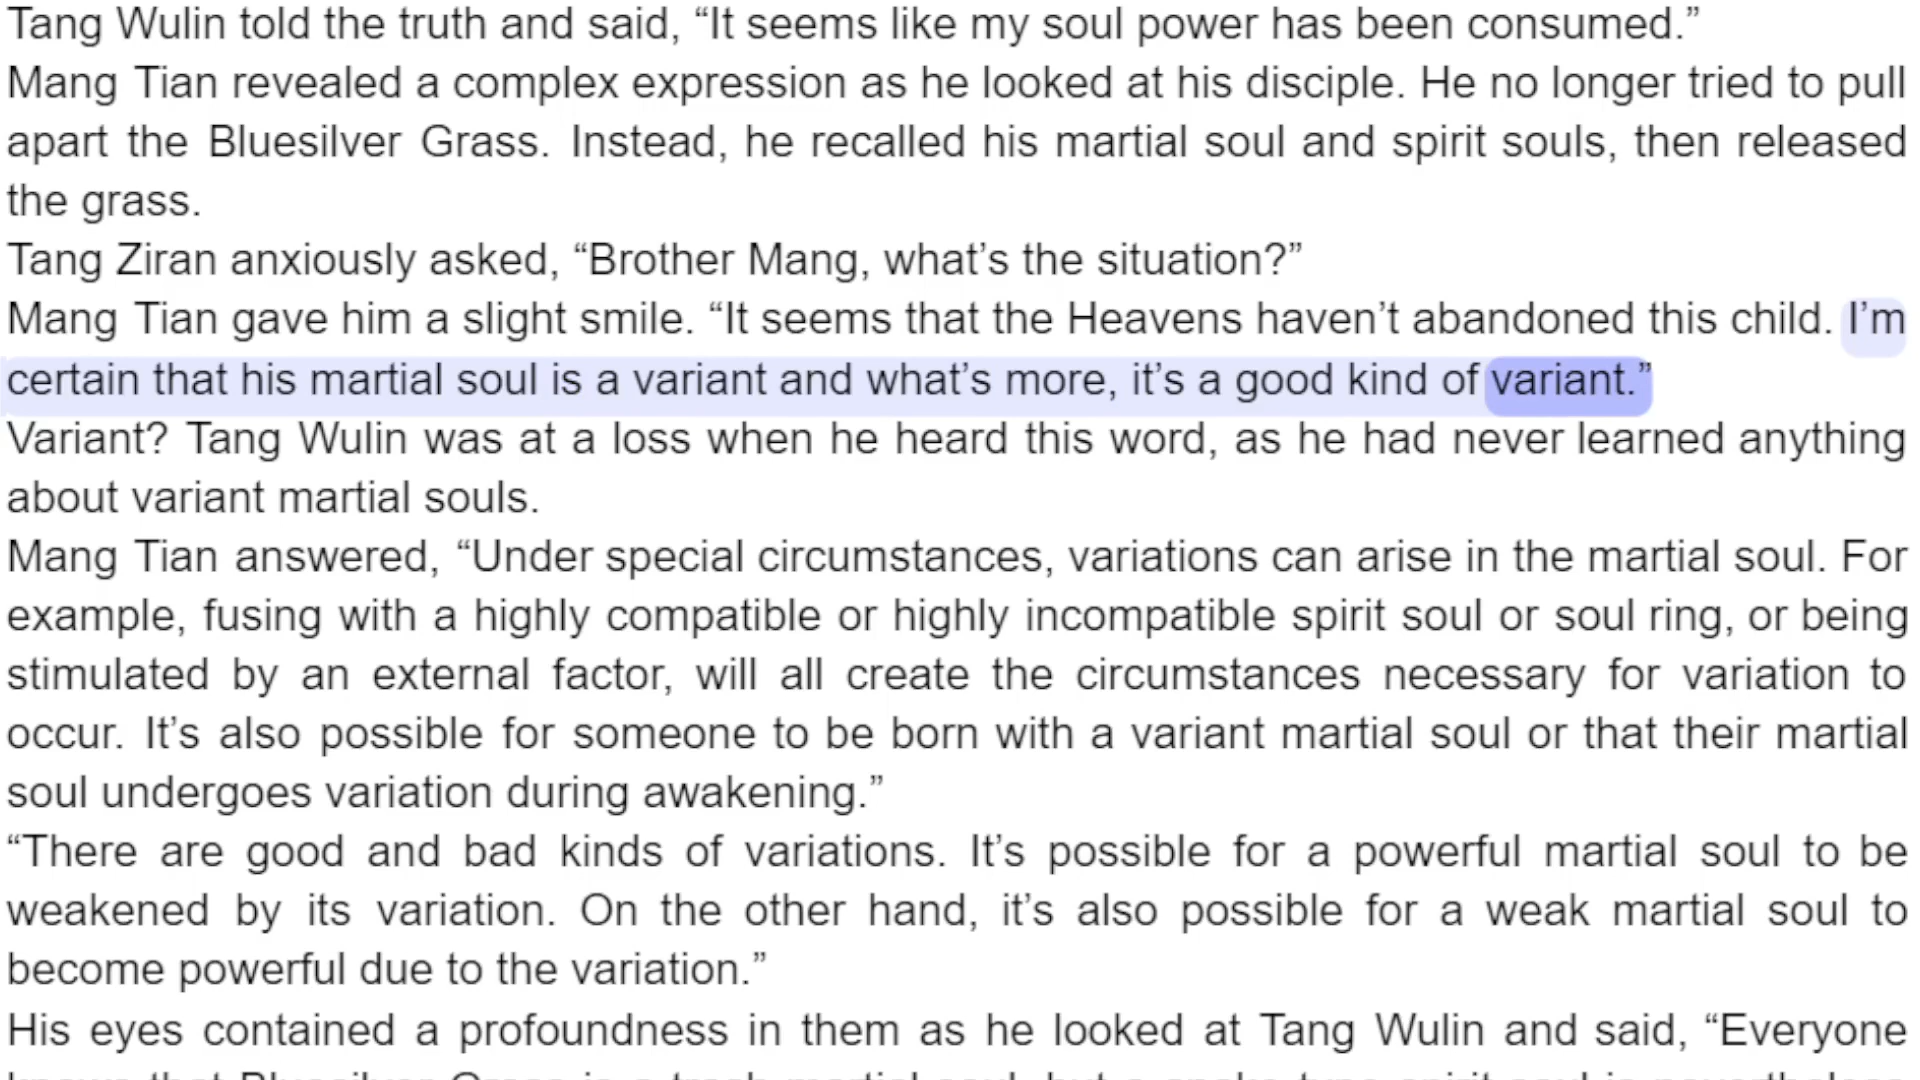 Tang Wulin told the truth and said, “It seems like my soul power has been consumed.”
Mang Tian revealed a complex expression as he looked at his disciple. He no longer tried to pull
apart the Bluesilver Grass. Instead, he recalled his martial soul and spirit souls, then released
the grass.
Tang Ziran anxiously asked, “Brother Mang, what’s the situation?”
Mang Tian gave him a slight smile. “It seems that the Heavens haven’t abandoned this child. I’m
certain that his martial soul is a variant and what’s more, it’s a good kind of variant.”
Variant? Tang Wulin was at a loss when he heard this word, as he had never learned anything
about variant martial souls.
Mang Tian answered, “Under special circumstances, variations can arise in the martial soul. For
example, fusing with a highly compatible or highly incompatible spirit soul or soul ring, or being
stimulated by an external factor, will all create the circumstances necessary for variation to
occur. It’s also possible for someone to be born with a variant martial soul or that their martial
soul undergoes variation during awakening.”
“There are good and bad kinds of variations. It’s possible for a powerful martial soul to be
weakened by its variation. On the other hand, it’s also possible for a weak martial soul to
become powerful due to the variation.”
His eyes contained a profoundness in them as he looked at Tang Wulin and said, “Everyone